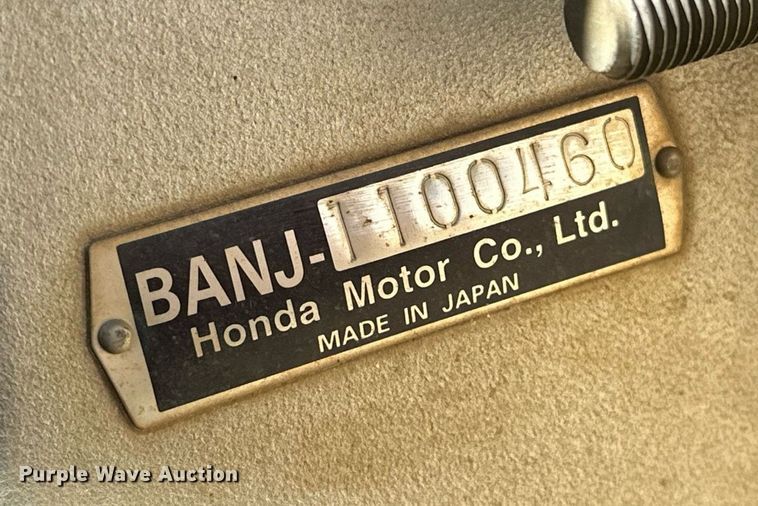 BANJ-1100460
Honda Motor Co., Ltd.
MADE IN JAPAN
Purple Wave Auction